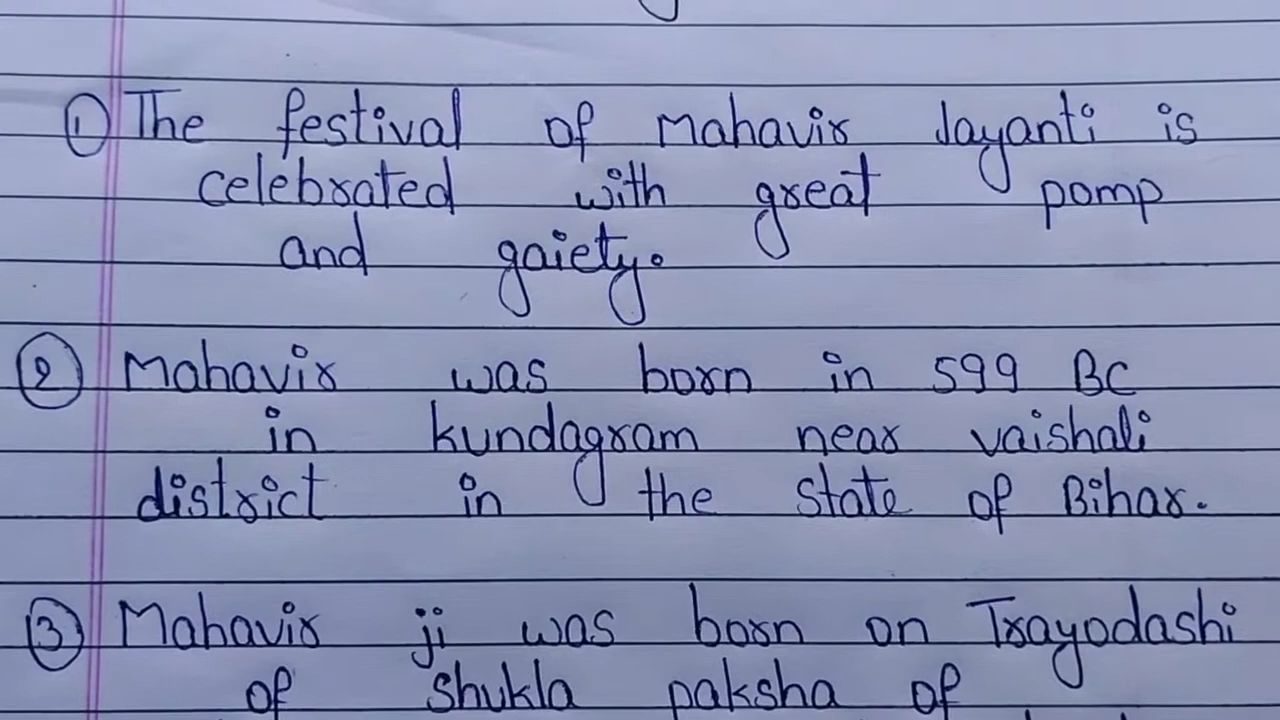 ① The festival of Mahavir Jayanti is
celebrated with great pomp
and gaiety.
② Mahavir was born in 599 BC
in kundagram near vaishali
district in the state of Bihar.
③ Mahavir ji was born on Trayodashi
of shukla paksha of